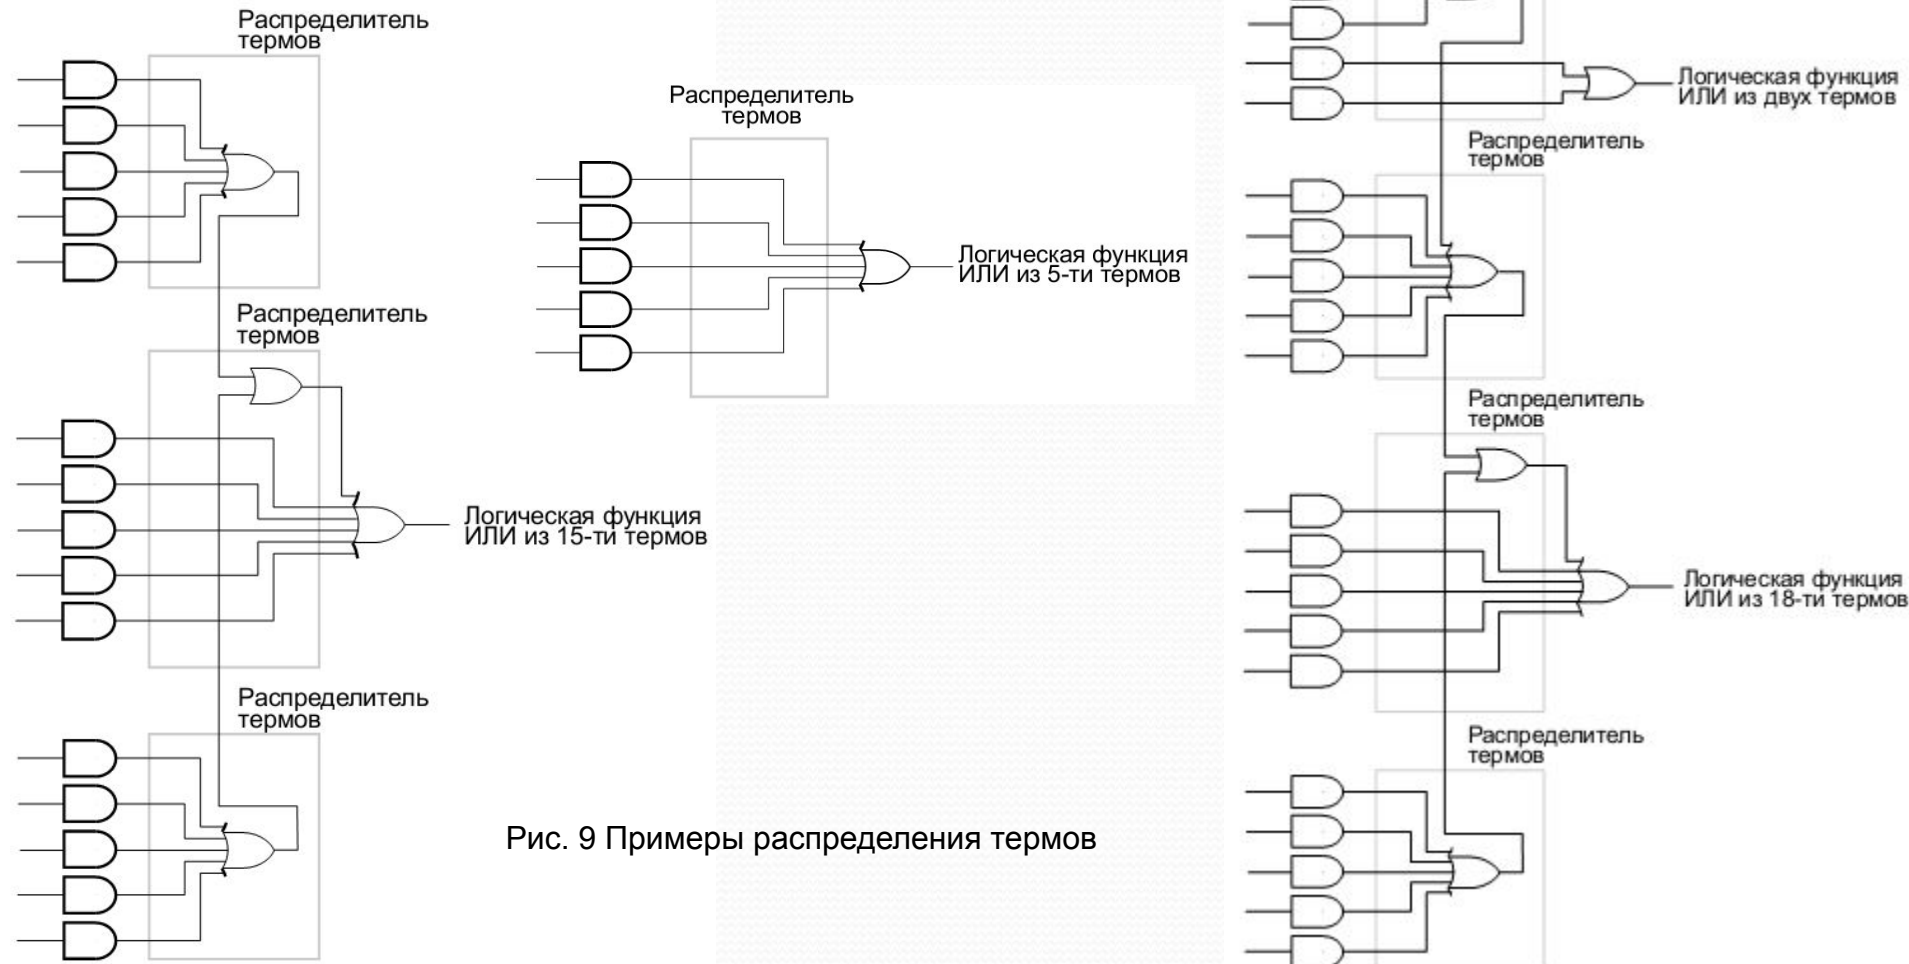 Распределитель
термов
Распределитель
термов
Логическая функция
ИЛИ из 15-ти термов
Распределитель
термов
Распределитель
термов
Логическая функция
ИЛИ из 5-ти термов
Рис. 9 Примеры распределения термов
Логическая функция
ИЛИ из двух термов
Распределитель
термов
Распределитель
термов
Логическая функция
ИЛИ из 18-ти термов
Распределитель
термов